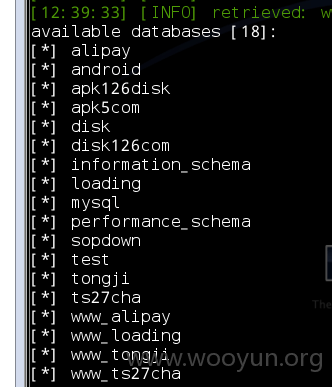 [12:39:33] [INFO] retrieved: w
available databases [18]:
[*] alipay
[*] android
[*] apk126disk
[*] apk5com
[*] disk
[*] disk126com
[*] information_schema
[*] loading
[*] mysql
[*] performance_schema
[*] sopdown
[*] test
[*] tongji
[*] ts27cha
[*] www_alipay
[*] www_loading
[*] www_tongji
[*] www_ts27cha
The
www.wooyun.org